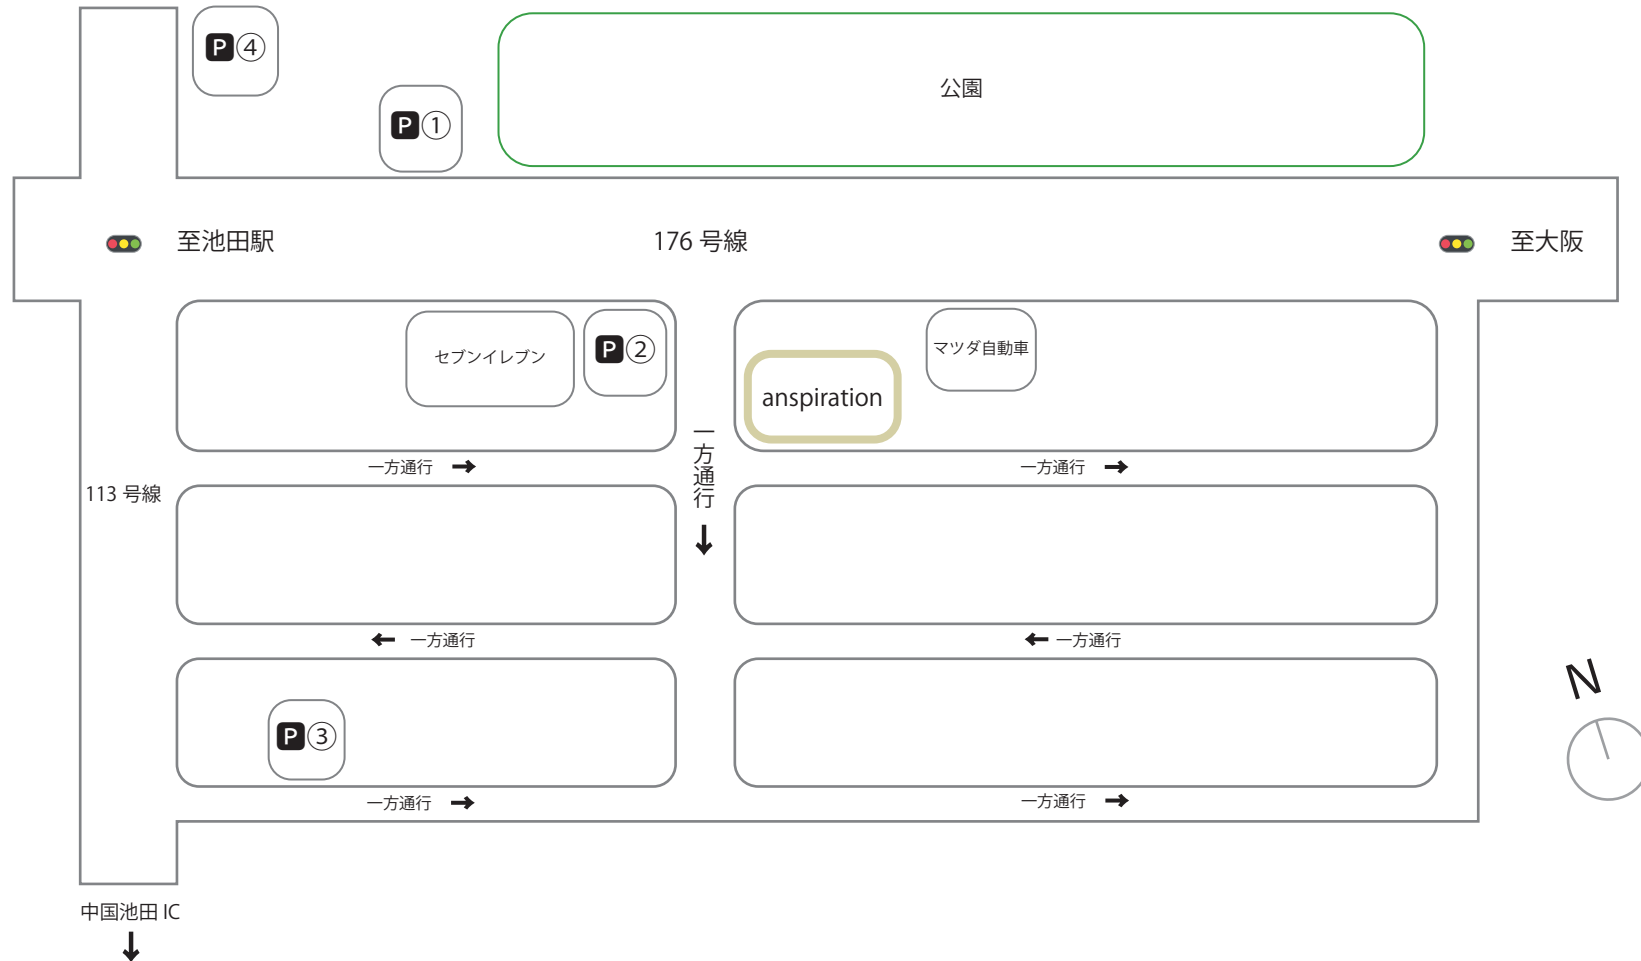 P④
P①
公園
至池田駅
176 号線
至大阪
セブンイレブン
P②
anspiration
マツダ自動車
一方通行
一方通行
一方通行
113 号線
一方通行
一方通行
P③
N
一方通行
一方通行
中国池田 IC